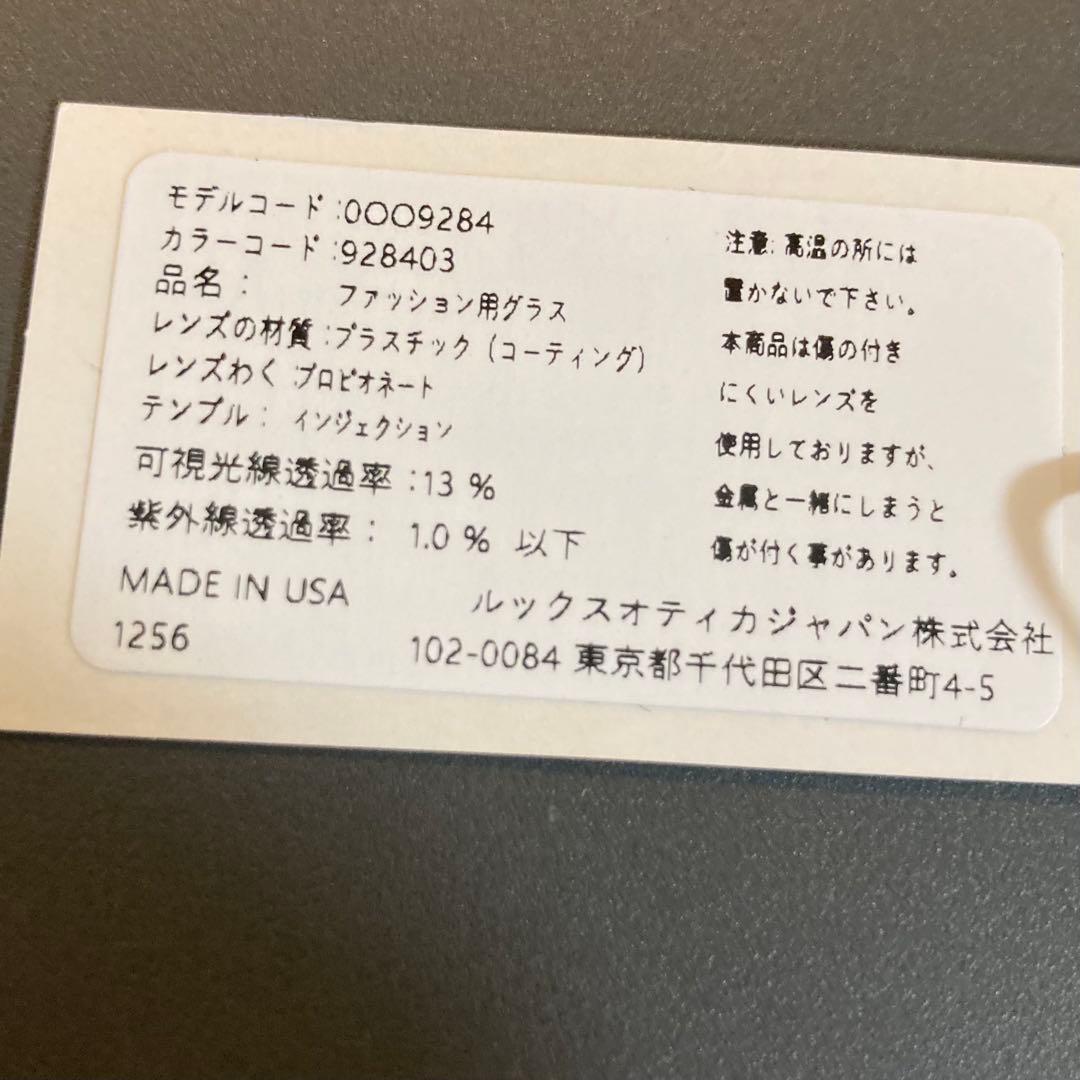 モデルコード:0OO9284
カラーコード:928403
品名: ファッション用グラス
レンズの材質:プラスチック(コーティング)
レンズわく:プロピオネート
テンプル: インジェクション
可視光線透過率:13 %
紫外線透過率: 1.0 % 以下
MADE IN USA
1256
注意:高温の所には
置かないで下さい。
本商品は傷の付き
にくいレンズを
使用しておりますが、
金属と一緒にしまうと
傷が付く事があります。
ルックスオティカジャパン株式会社
102-0084 東京都千代田区二番町4-5